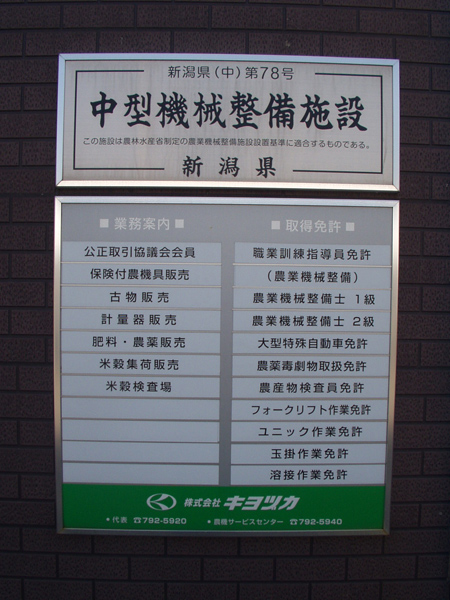 新潟県（中）第78号
中型機械整備施設
この施設は農林水産省制定の農業機械整備施設設置基準に適合するものである。
新潟県
■ 業務案内 ■
公正取引協議会会員
保険付農機具販売
古物販売
計量器販売
肥料・農薬販売
米穀集荷販売
米穀検査場
■ 取得免許 ■
職業訓練指導員免許
（農業機械整備）
農業機械整備士 1級
農業機械整備士 2級
大型特殊自動車免許
農薬毒劇物取扱免許
農産物検査員免許
フォークリフト作業免許
ユニック作業免許
玉掛作業免許
溶接作業免許
株式会社 キヨツカ
・代表 ☎792-5920 ・農機サービスセンター ☎792-5940